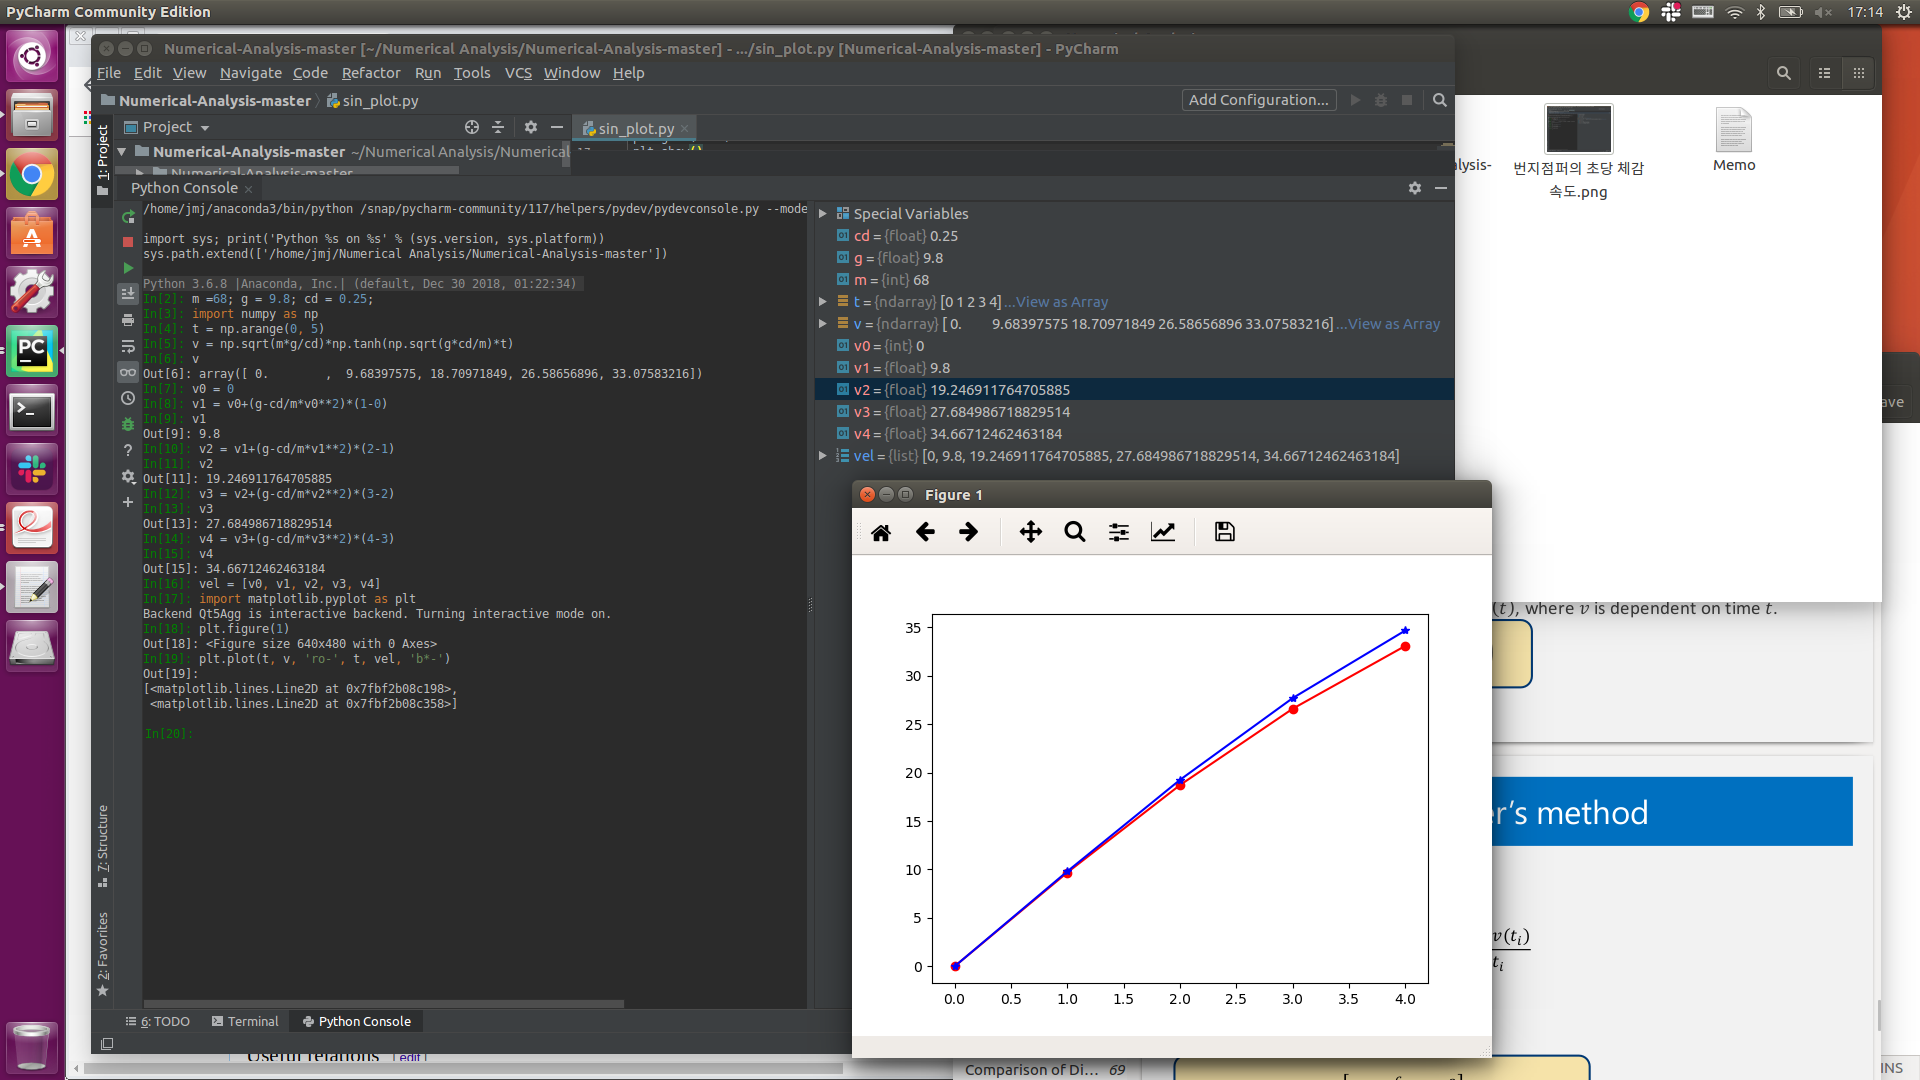 PyCharm Community Edition
17:14
Numerical-Analysis-master [~/Numerical Analysis/Numerical-Analysis-master] - .../sin_plot.py [Numerical-Analysis-master] - PyCharm
File Edit View Navigate Code Refactor Run Tools VCS Window Help
Numerical-Analysis-master sin_plot.py
Add Configuration...
Project
sin_plot.py
1: Project
Numerical-Analysis-master ~/Numerical Analysis/Numerical
Numerical-Analysis-master
plt.show()
Python Console
/home/jmj/anaconda3/bin/python /snap/pycharm-community/117/helpers/pydev/pydevconsole.py --mode
import sys; print('Python %s on %s' % (sys.version, sys.platform))
sys.path.extend(['/home/jmj/Numerical Analysis/Numerical-Analysis-master'])
Python 3.6.8 |Anaconda, Inc.| (default, Dec 30 2018, 01:22:34)
In[2]: m =68; g = 9.8; cd = 0.25;
In[3]: import numpy as np
In[4]: t = np.arange(0, 5)
In[5]: v = np.sqrt(m*g/cd)*np.tanh(np.sqrt(g*cd/m)*t)
In[6]: v
Out[6]: array([ 0.        ,  9.68397575, 18.70971849, 26.58656896, 33.07583216])
In[7]: v0 = 0
In[8]: v1 = v0+(g-cd/m*v0**2)*(1-0)
In[9]: v1
Out[9]: 9.8
In[10]: v2 = v1+(g-cd/m*v1**2)*(2-1)
In[11]: v2
Out[11]: 19.246911764705885
In[12]: v3 = v2+(g-cd/m*v2**2)*(3-2)
In[13]: v3
Out[13]: 27.684986718829514
In[14]: v4 = v3+(g-cd/m*v3**2)*(4-3)
In[15]: v4
Out[15]: 34.66712462463184
In[16]: vel = [v0, v1, v2, v3, v4]
In[17]: import matplotlib.pyplot as plt
Backend Qt5Agg is interactive backend. Turning interactive mode on.
In[18]: plt.figure(1)
Out[18]: <Figure size 640x480 with 0 Axes>
In[19]: plt.plot(t, v, 'ro-', t, vel, 'b*-')
Out[19]:
[<matplotlib.lines.Line2D at 0x7fbf2b08c198>,
<matplotlib.lines.Line2D at 0x7fbf2b08c358>]
In[20]:
Special Variables
cd = {float} 0.25
g = {float} 9.8
m = {int} 68
t = {ndarray} [0 1 2 3 4] ...View as Array
v = {ndarray} [ 0.         9.68397575 18.70971849 26.58656896 33.07583216] ...View as Array
v0 = {int} 0
v1 = {float} 9.8
v2 = {float} 19.246911764705885
v3 = {float} 27.684986718829514
v4 = {float} 34.66712462463184
vel = {list} [0, 9.8, 19.246911764705885, 27.684986718829514, 34.66712462463184]
Figure 1
35
30
25
20
15
10
5
0
0.0 0.5 1.0 1.5 2.0 2.5 3.0 3.5 4.0
7: Structure
2: Favorites
6: TODO Terminal Python Console
PC
lysis-
번지점퍼의 초당 체감
속도.png
Memo
ave
(t), where v is dependent on time t.
er's method
v(tᵢ)
tᵢ
Useful relations [edit]
Comparison of Di... 69
INS